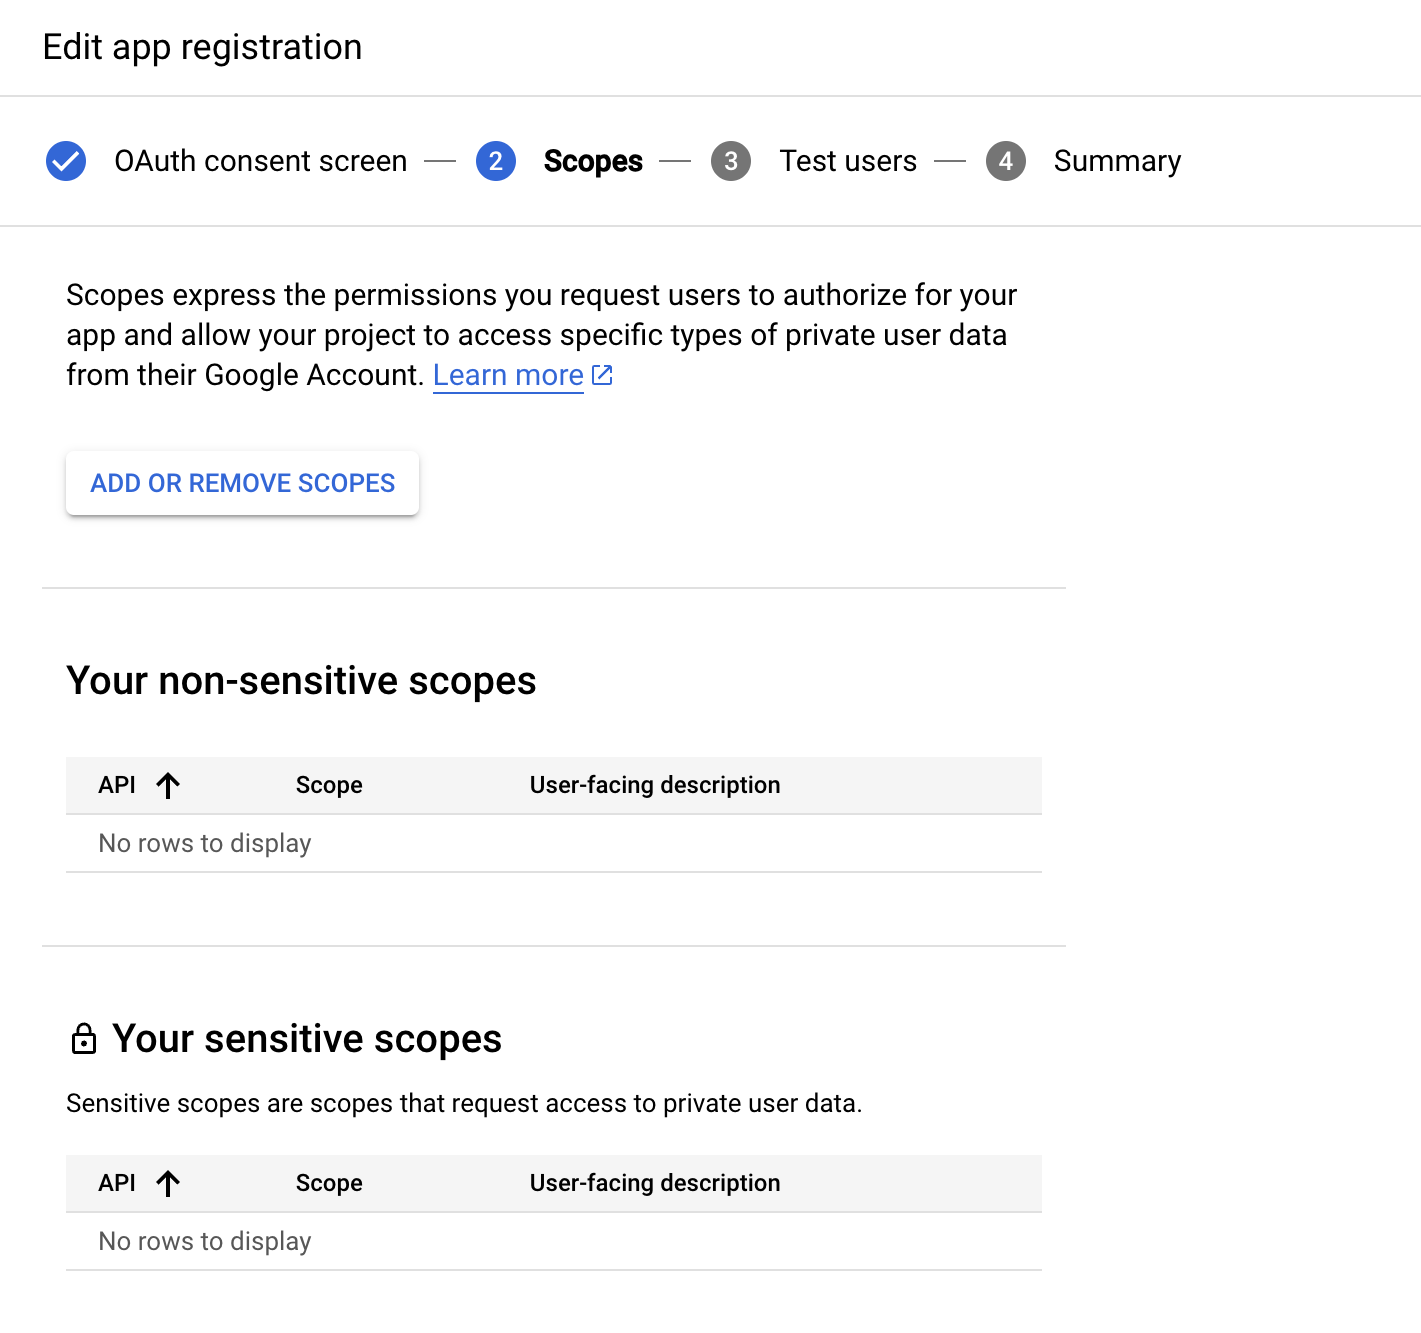 Edit app registration
OAuth consent screen — 2 Scopes — 3 Test users — 4 Summary
Scopes express the permissions you request users to authorize for your
app and allow your project to access specific types of private user data
from their Google Account. Learn more
ADD OR REMOVE SCOPES
Your non-sensitive scopes
API Scope User-facing description
No rows to display
Your sensitive scopes
Sensitive scopes are scopes that request access to private user data.
API Scope User-facing description
No rows to display